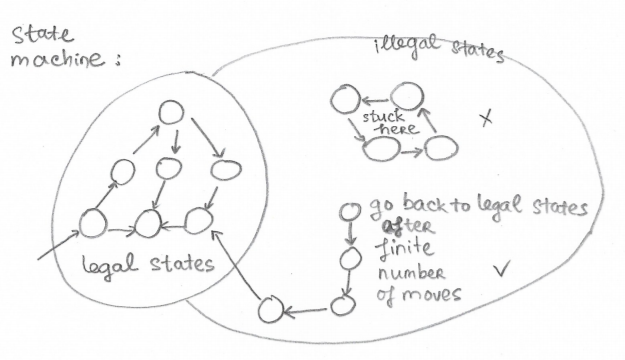 State
machine :
illegal states
stuck
here
x
go back to legal states
after
finite
number
of moves
✓
legal states